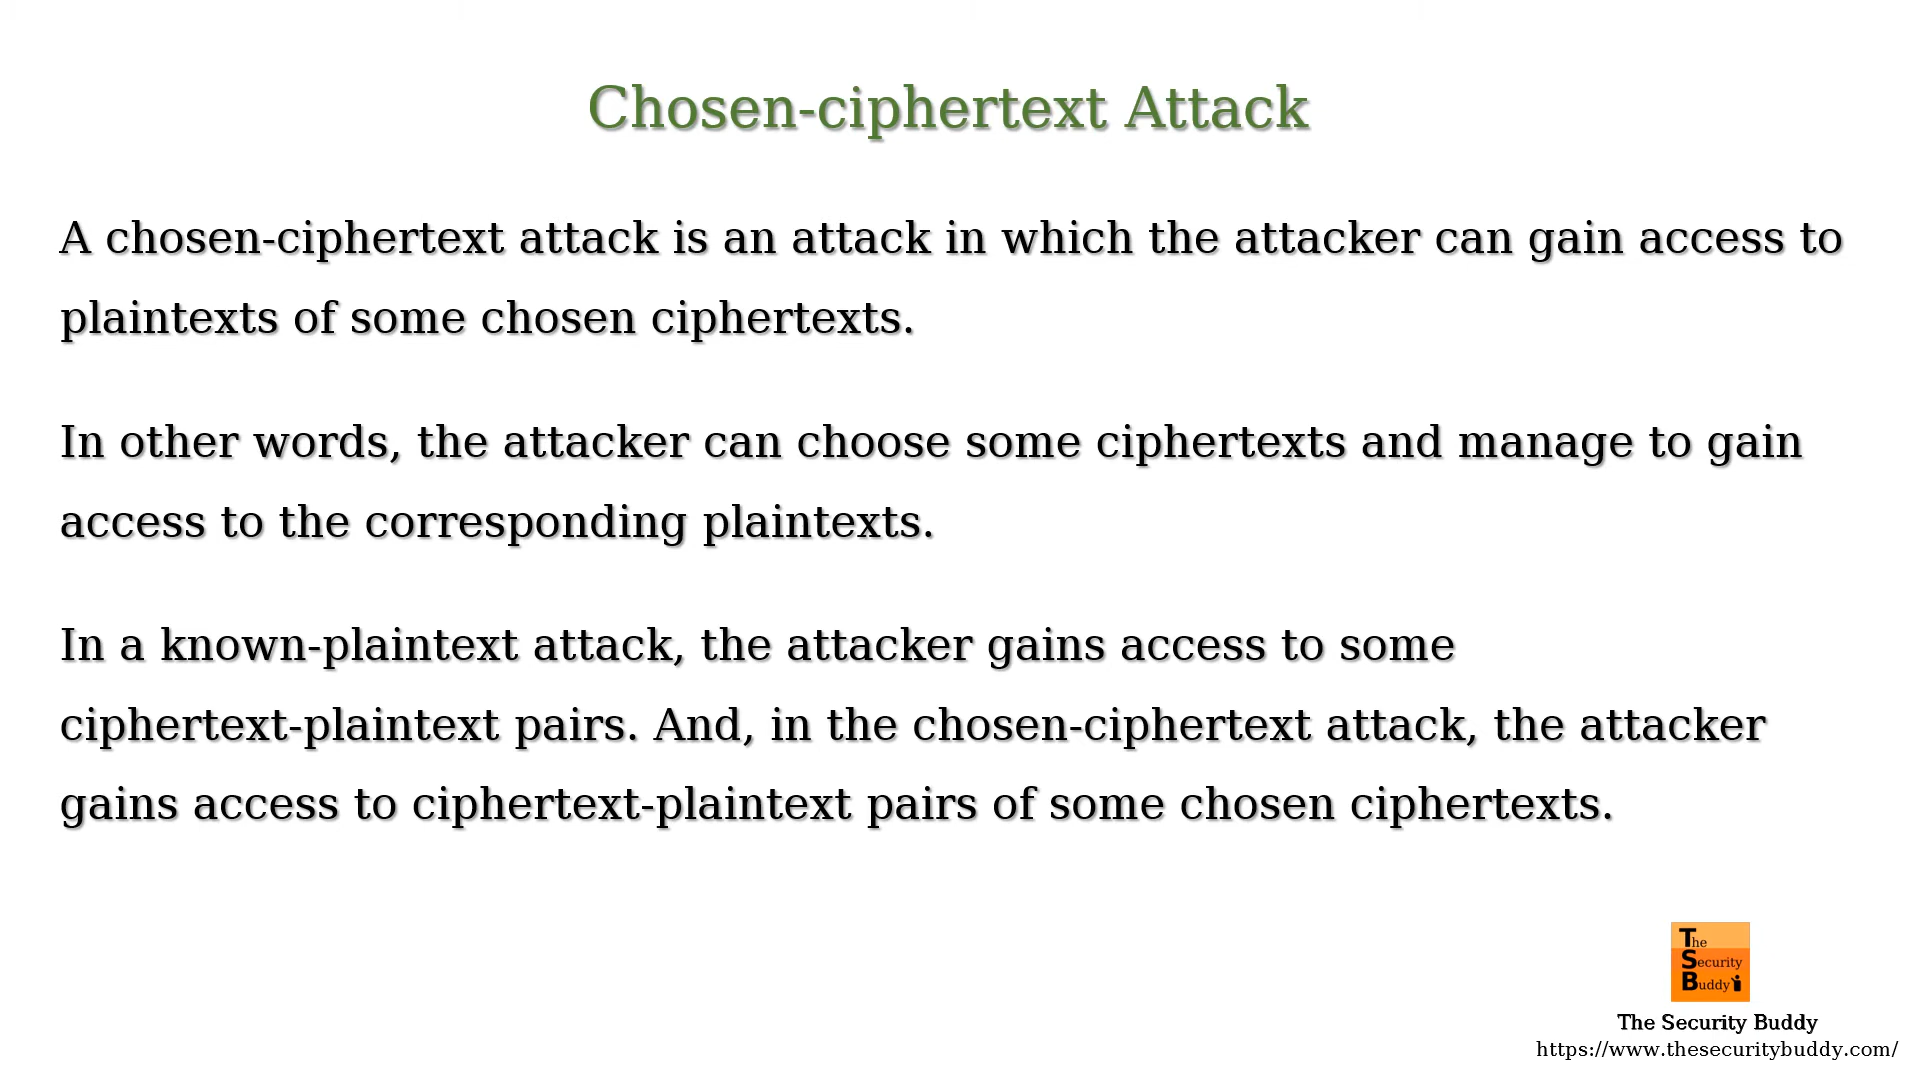 Chosen-ciphertext Attack
A chosen-ciphertext attack is an attack in which the attacker can gain access to
plaintexts of some chosen ciphertexts.
In other words, the attacker can choose some ciphertexts and manage to gain
access to the corresponding plaintexts.
In a known-plaintext attack, the attacker gains access to some
ciphertext-plaintext pairs. And, in the chosen-ciphertext attack, the attacker
gains access to ciphertext-plaintext pairs of some chosen ciphertexts.
The
Security
Buddy
The Security Buddy
https://www.thesecuritybuddy.com/